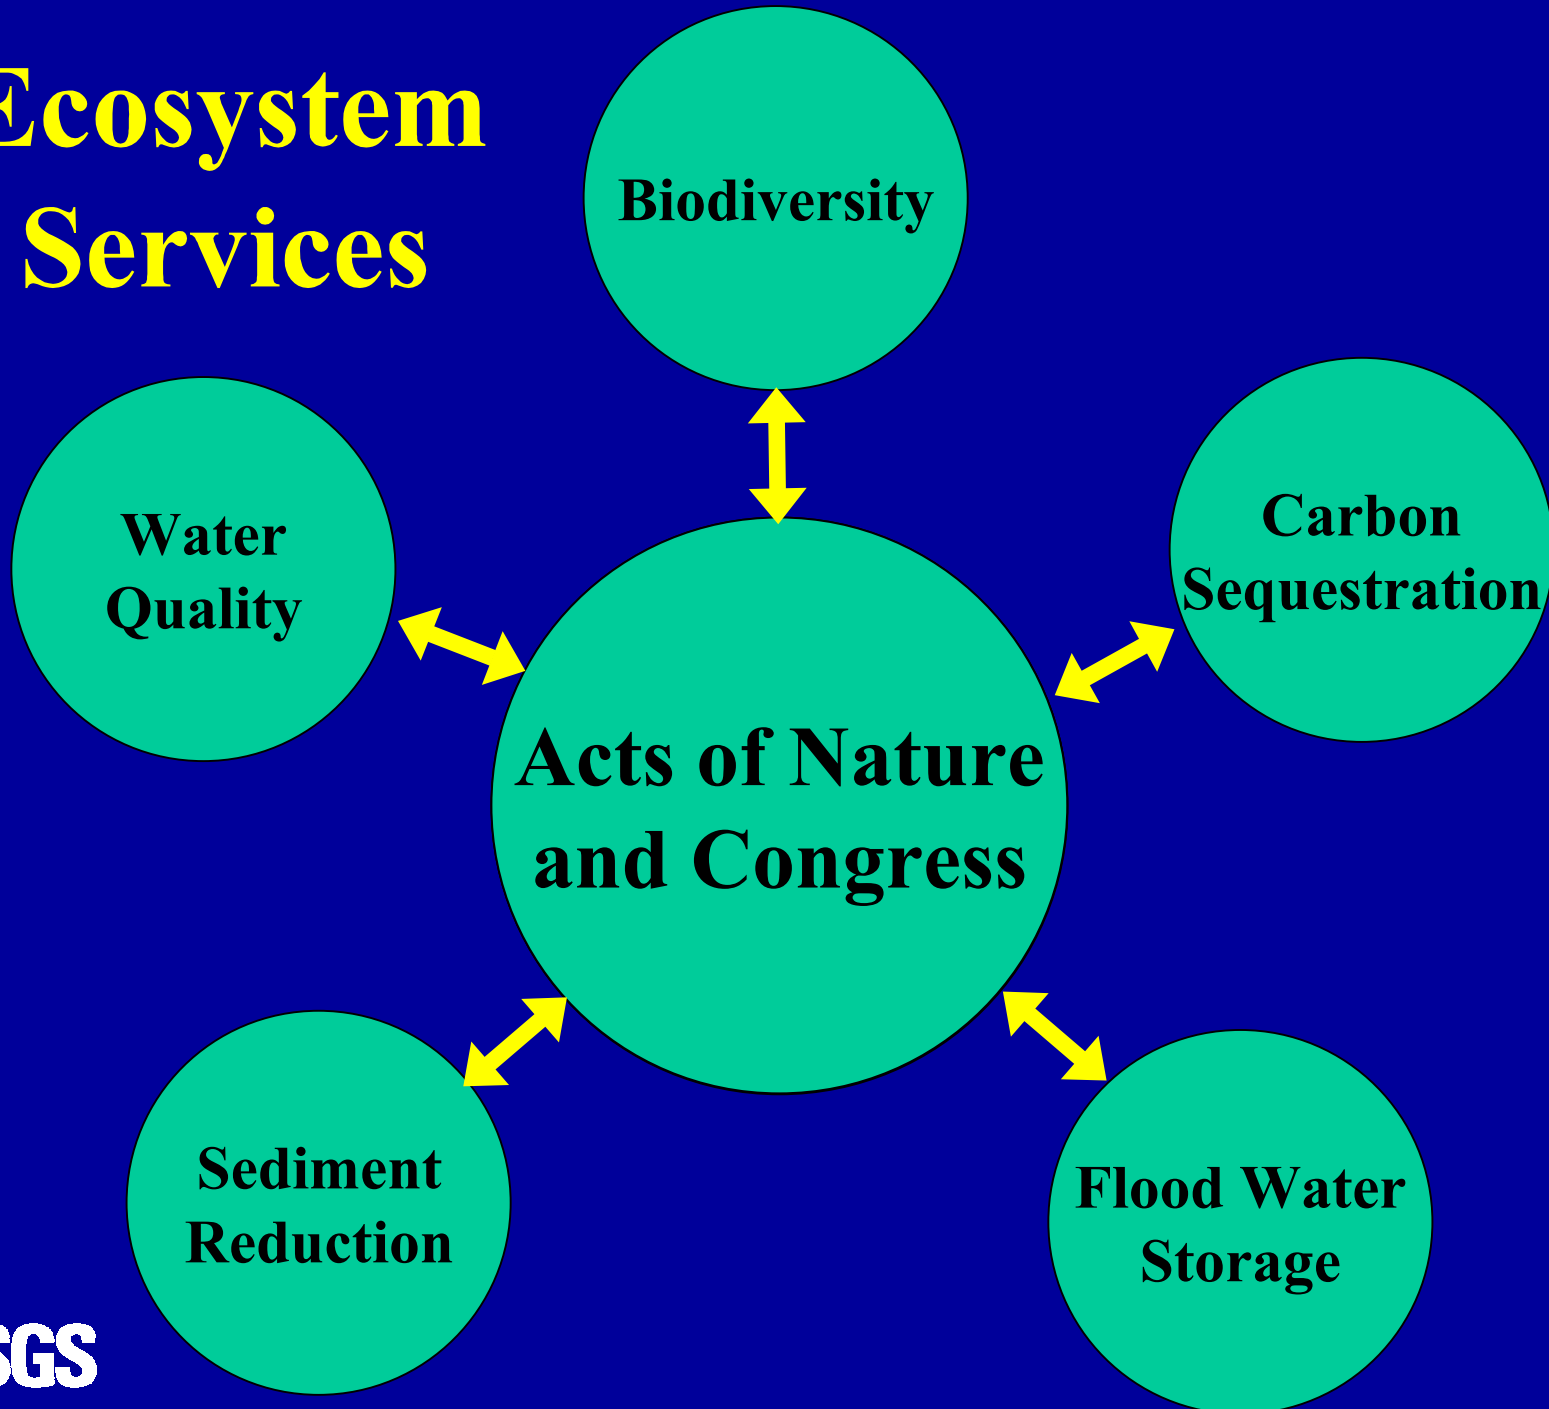 Ecosystem
Services
Biodiversity
Water
Quality
Carbon
Sequestration
Acts of Nature
and Congress
Sediment
Reduction
Flood Water
Storage
SGS